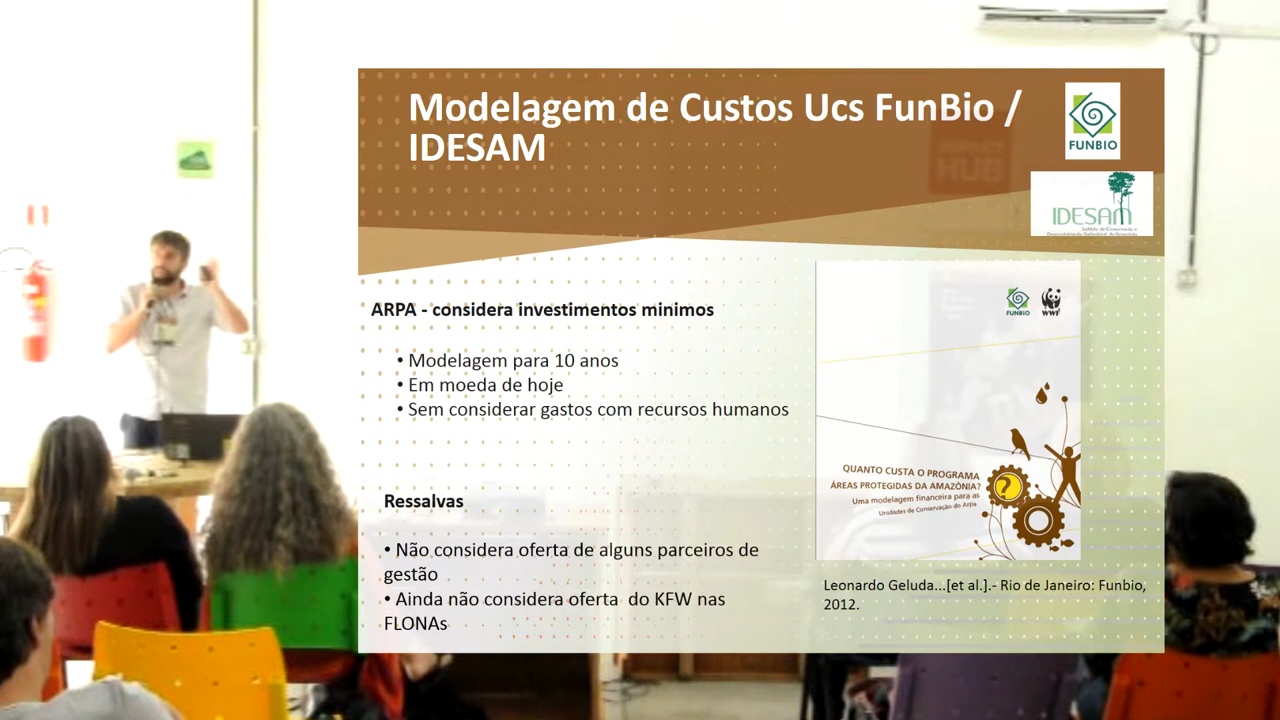 Modelagem de Custos Ucs FunBio /
IDESAM
FUNBIO
IDESAM
ARPA - considera investimentos minimos
• Modelagem para 10 anos
• Em moeda de hoje
• Sem considerar gastos com recursos humanos
Ressalvas
• Não considera oferta de alguns parceiros de
gestão
• Ainda não considera oferta do KFW nas
FLONAs
FUNBIO
WWF
QUANTO CUSTA O PROGRAMA
ÁREAS PROTEGIDAS DA AMAZÔNIA?
Uma modelagem financeira para as
Unidades de Conservação do Arpa
?
Leonardo Geluda...[et al.].- Rio de Janeiro: Funbio,
2012.